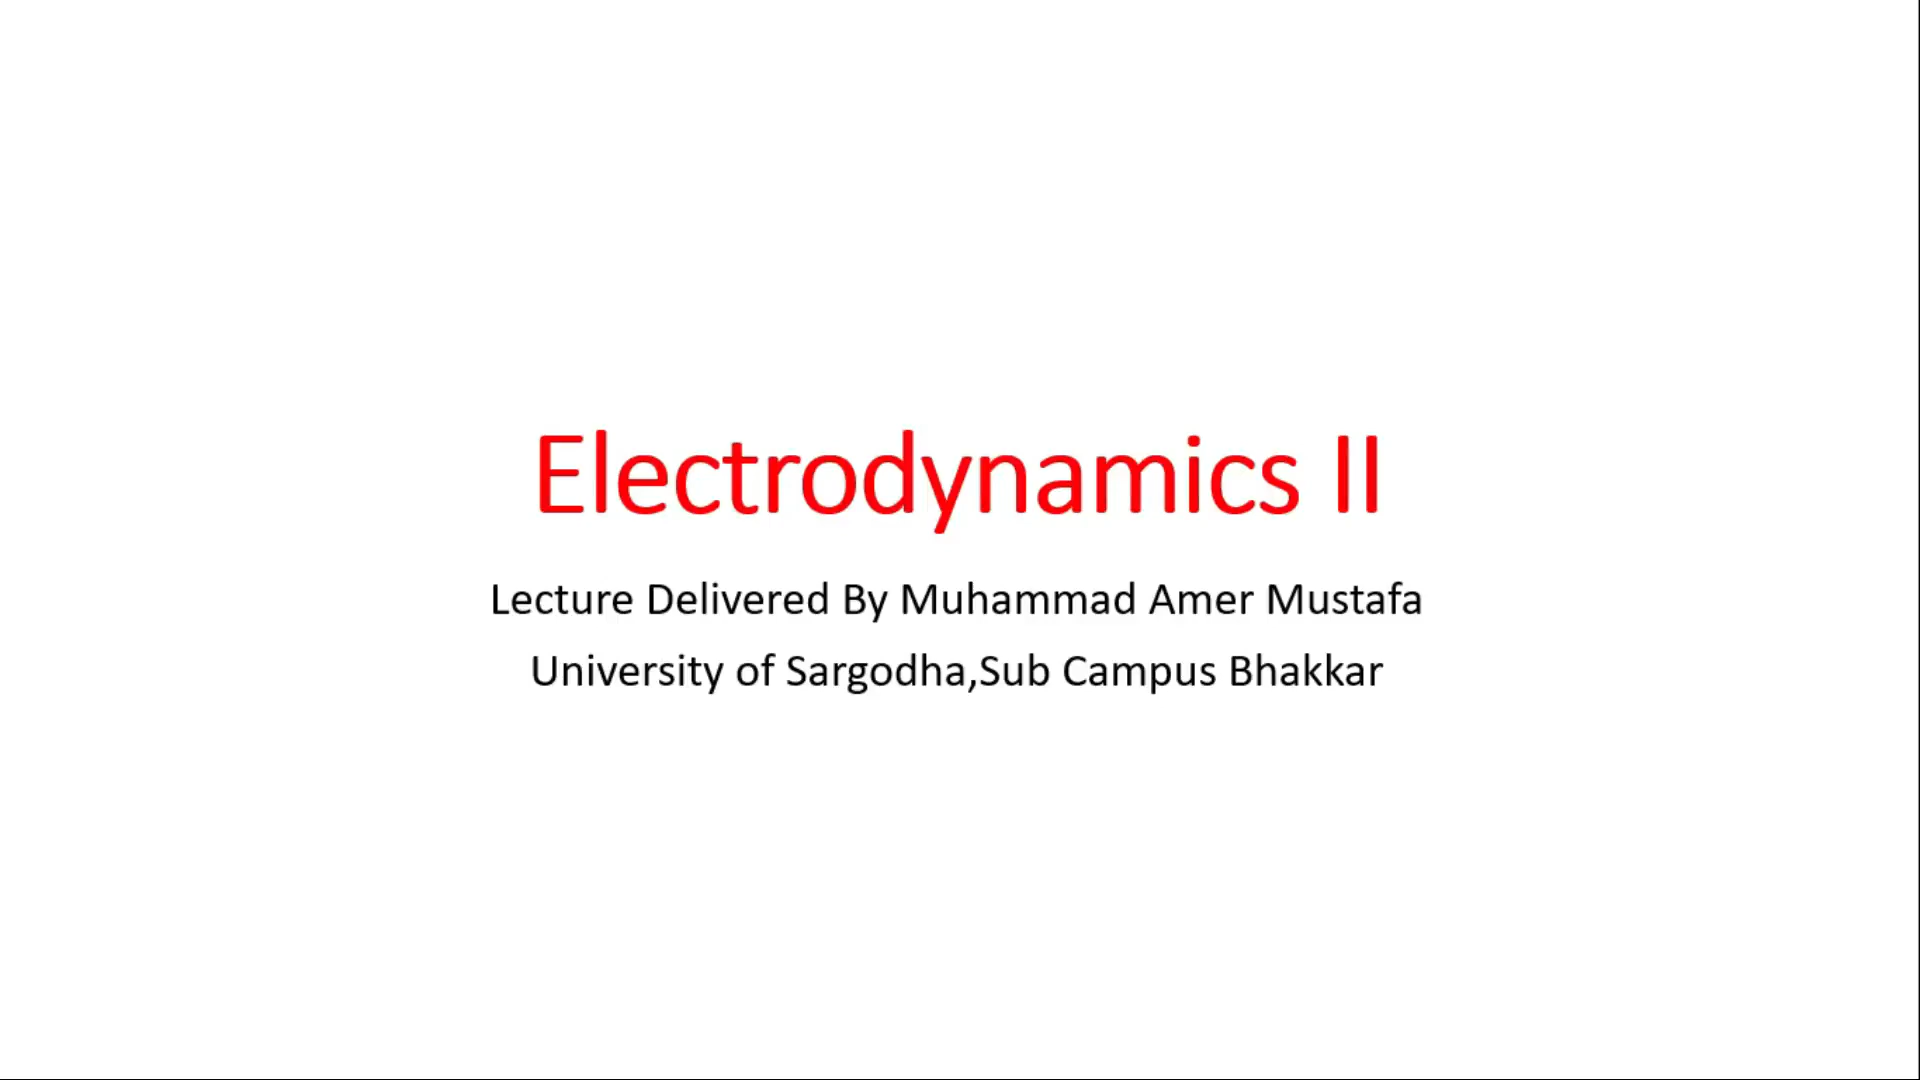 Electrodynamics II
Lecture Delivered By Muhammad Amer Mustafa
University of Sargodha,Sub Campus Bhakkar